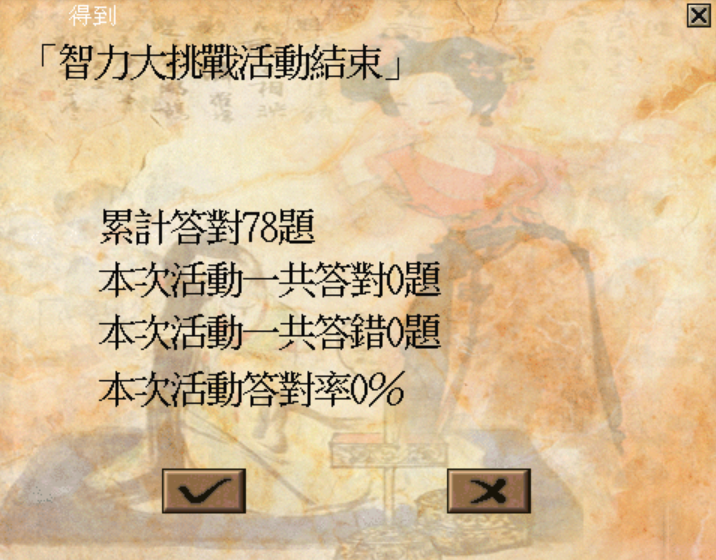 得到
「智力大挑戰活動結束」
累計答對78題
本次活動一共答對0題
本次活動一共答錯0題
本次活動答對率0%